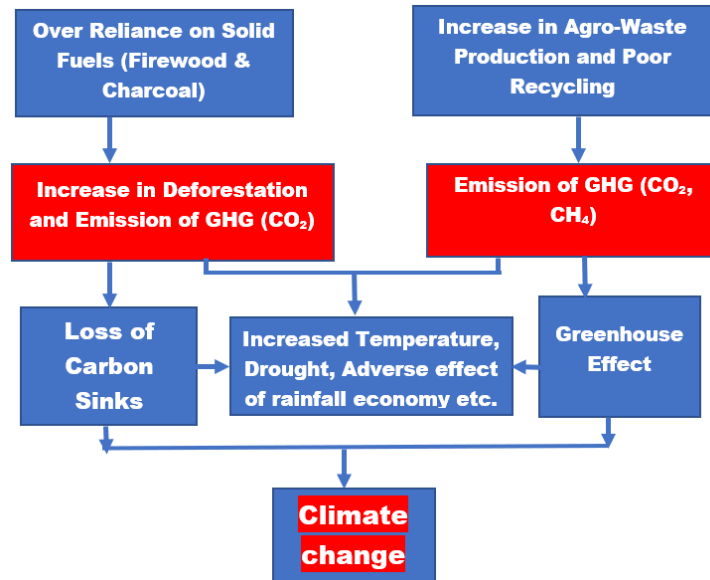 Over Reliance on Solid
Fuels (Firewood &
Charcoal)
Increase in Agro-Waste
Production and Poor
Recycling
Increase in Deforestation
and Emission of GHG (CO₂)
Emission of GHG (CO₂,
CH₄)
Loss of
Carbon
Sinks
Increased Temperature,
Drought, Adverse effect
of rainfall economy etc.
Greenhouse
Effect
Climate
change